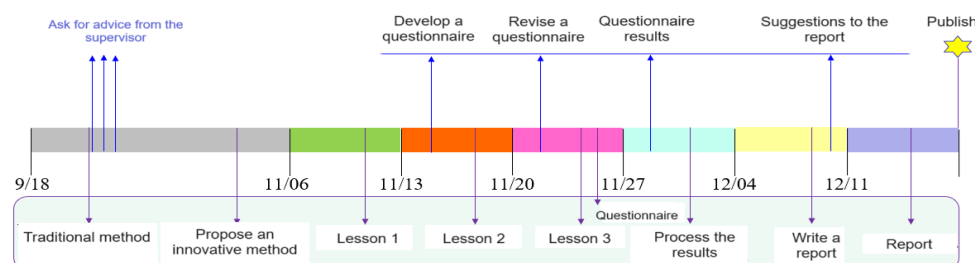 Ask for advice from the
supervisor
Develop a
questionnaire
Revise a
questionnaire
Questionnaire
results
Suggestions to the
report
Publish
9/18
11/06
11/13
11/20
11/27
12/04
12/11
Traditional method
Propose an
innovative method
Lesson 1
Lesson 2
Lesson 3
Questionnaire
Process the
results
Write a
report
Report